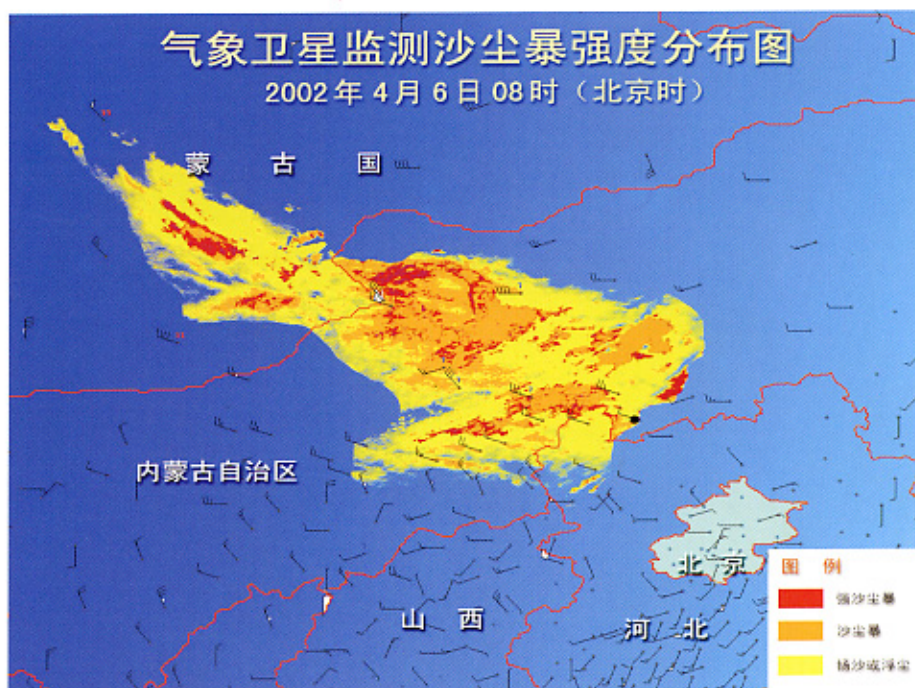 气象卫星监测沙尘暴强度分布图
2002年4月6日08时（北京时）
蒙古国
内蒙古自治区
北京
山西
河北
图例
强沙尘暴
沙尘暴
扬沙或浮尘